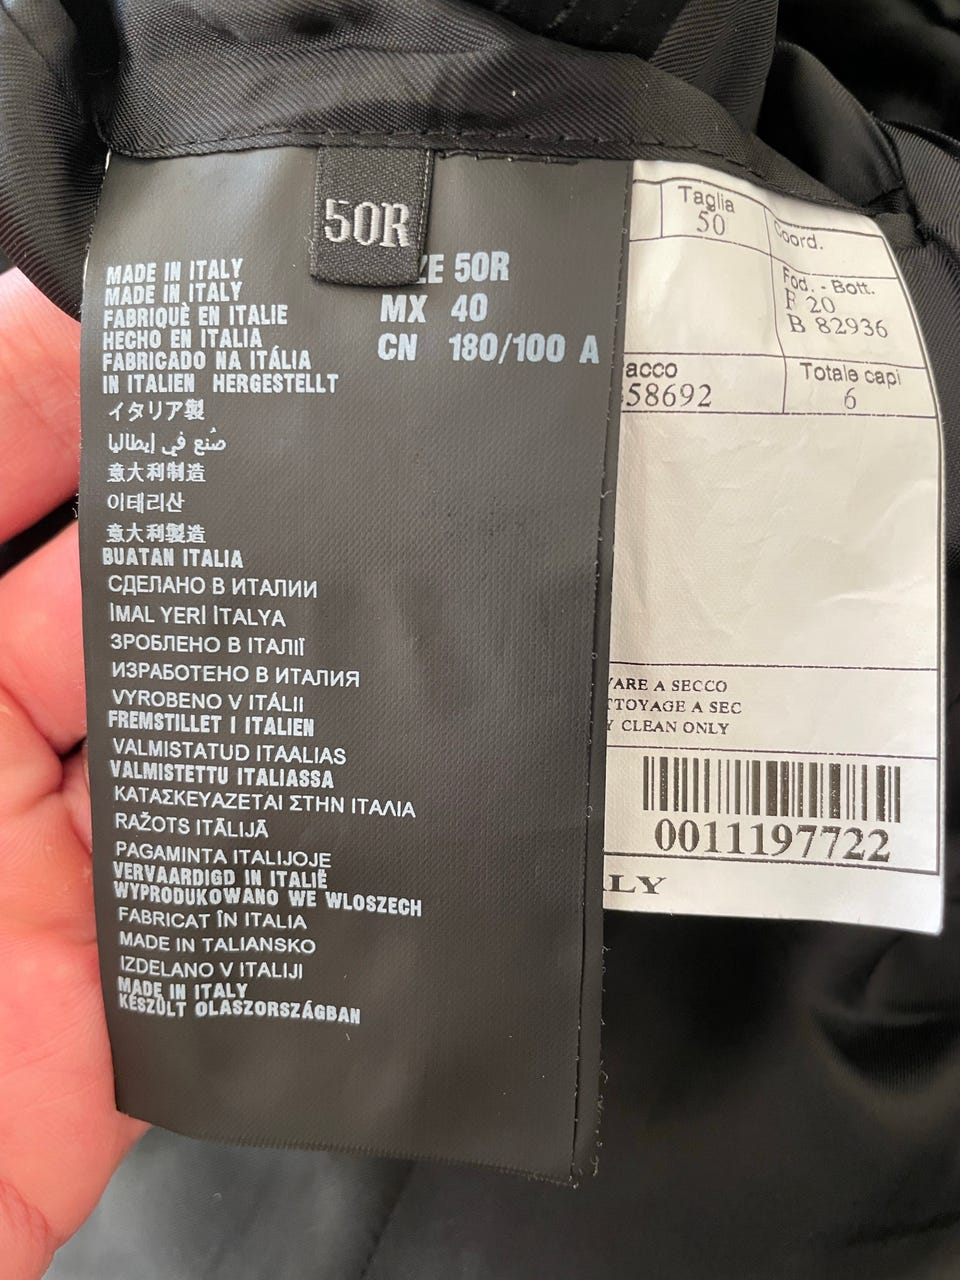 50R
MADE IN ITALY
MADE IN ITALY
FABRIQUÈ EN ITALIE
HECHO EN ITALIA
FABRICADO NA ITÁLIA
IN ITALIEN HERGESTELLT
イタリア製
صُنع في إيطاليا
意大利制造
이테리산
意大利製造
BUATAN ITALIA
СДЕЛАНО В ИТАЛИИ
İMAL YERİ İTALYA
ЗРОБЛЕНО В ІТАЛІЇ
ИЗРАБОТЕНО В ИТАЛИЯ
VYROBENO V ITÁLII
FREMSTILLET I ITALIEN
VALMISTATUD ITAALIAS
VALMISTETTU ITALIASSA
ΚΑΤΑΣΚΕΥΑΖΕΤΑΙ ΣΤΗΝ ΙΤΑΛΙΑ
RAŽOTS ITĀLIJĀ
PAGAMINTA ITALIJOJE
VERVAARDIGD IN ITALIË
WYPRODUKOWANO WE WLOSZECH
FABRICAT ÎN ITALIA
MADE IN TALIANSKO
IZDELANO V ITALIJI
MADE IN ITALY
KÉSZÜLT OLASZORSZÁGBAN
ZE 50R
MX 40
CN 180/100 A
Taglia
50
Coord.
Fod. - Bott.
F 20
B 82936
acco
58692
Totale capi
6
VARE A SECCO
TTOYAGE A SEC
Y CLEAN ONLY
0011197722
LY